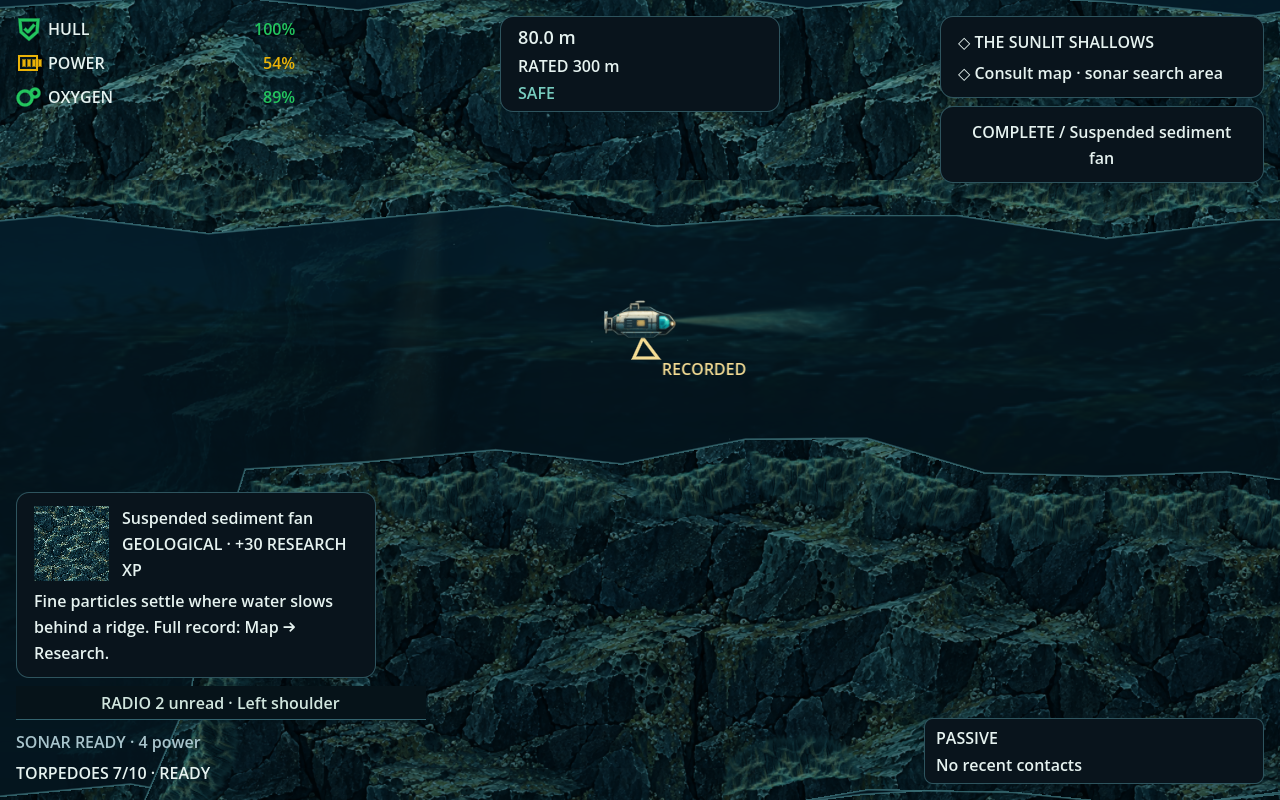 HULL 100%
POWER 54%
OXYGEN 89%
80.0 m
RATED 300 m
SAFE
◇ THE SUNLIT SHALLOWS
◇ Consult map · sonar search area
COMPLETE / Suspended sediment
fan
RECORDED
Suspended sediment fan
GEOLOGICAL · +30 RESEARCH
XP
Fine particles settle where water slows
behind a ridge. Full record: Map →
Research.
RADIO 2 unread · Left shoulder
SONAR READY · 4 power
TORPEDOES 7/10 · READY
PASSIVE
No recent contacts